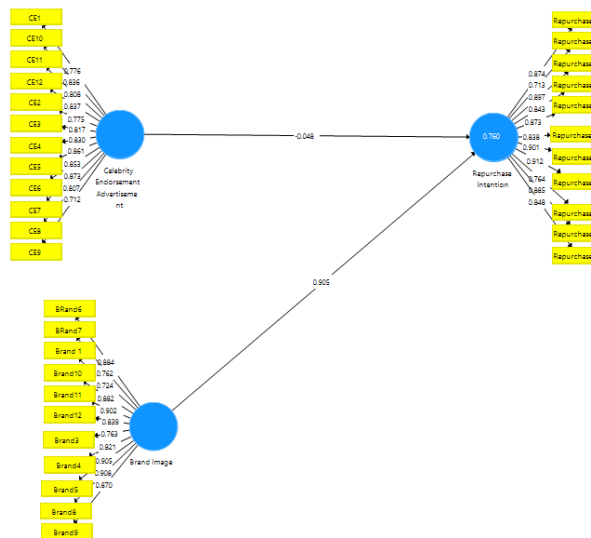 CE1
CE10
CE11
CE12
CE2
CE3
CE4
CE5
CE6
CE7
CE8
CE9
0.776
0.836
0.808
0.837
0.775
0.817
0.830
0.861
0.853
0.873
0.807
0.712
Celebrity
Endorsement
Advertiseme
nt
-0.048
0.760
Repurchase
Intention
0.874
0.713
0.897
0.843
0.873
0.838
0.901
0.912
0.764
0.885
0.848
Repurchase
Repurchase
Repurchase
Repurchase
Repurchase
Repurchase
Repurchase
Repurchase
Repurchase
Repurchase
Repurchase
0.905
BRand6
BRand7
Brand 1
Brand10
Brand11
Brand12
Brand3
Brand4
Brand5
Brand8
Brand9
0.884
0.762
0.724
0.882
0.902
0.839
0.763
0.821
0.905
0.908
0.870
Brand Image